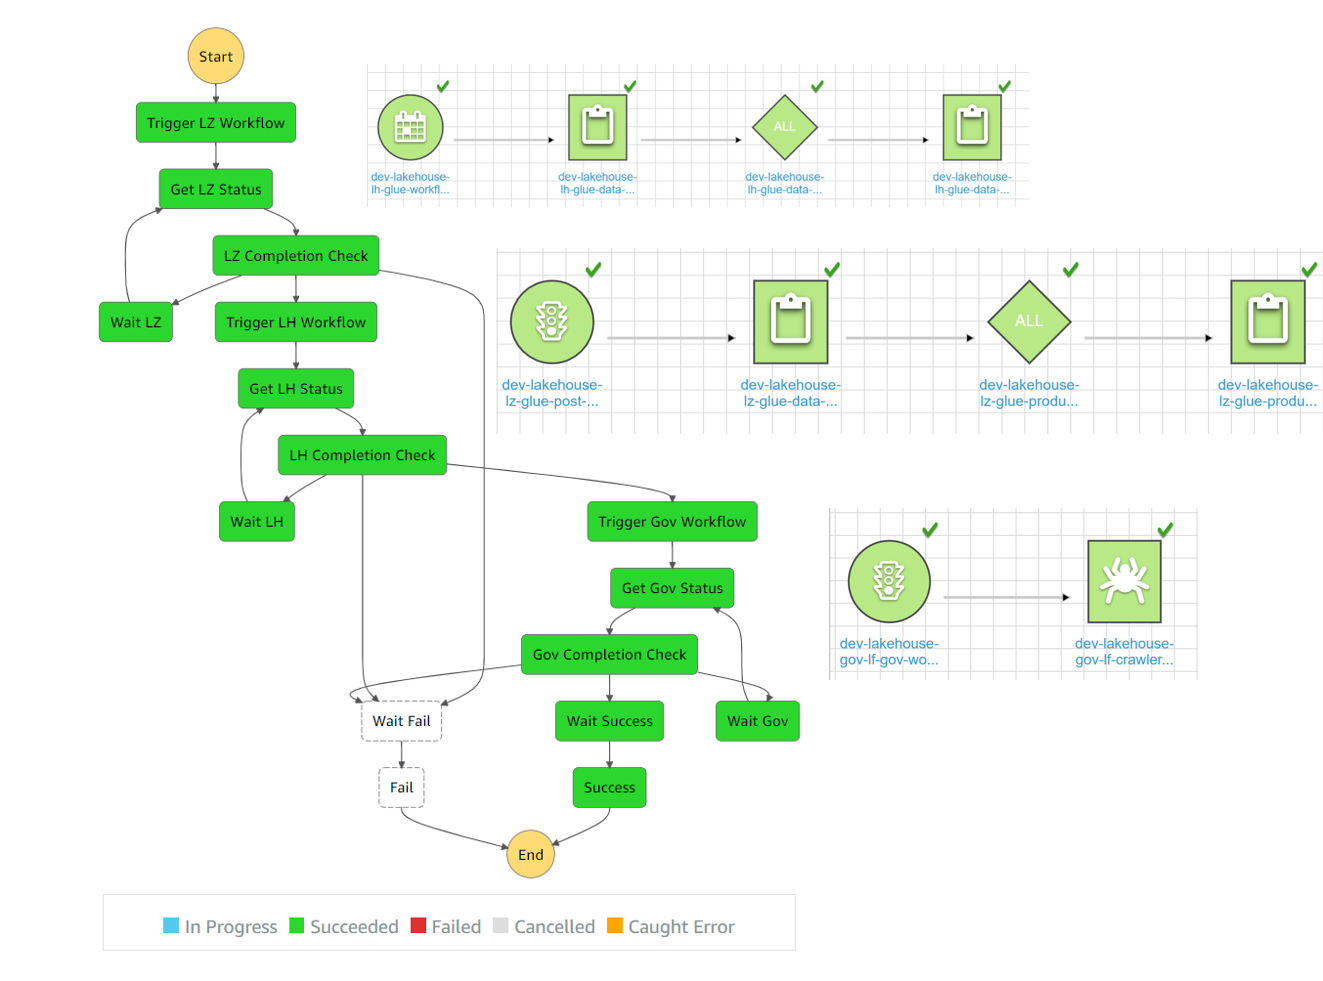 Start
Trigger LZ Workflow
Get LZ Status
LZ Completion Check
Wait LZ
Trigger LH Workflow
Get LH Status
LH Completion Check
Wait LH
Trigger Gov Workflow
Get Gov Status
Gov Completion Check
Wait Fail
Wait Success
Wait Gov
Fail
Success
End
dev-lakehouse-
lh-glue-workfl...
dev-lakehouse-
lh-glue-data-...
ALL
dev-lakehouse-
lh-glue-data-...
dev-lakehouse-
lh-glue-data-...
dev-lakehouse-
lz-glue-post-...
dev-lakehouse-
lz-glue-data-...
ALL
dev-lakehouse-
lz-glue-produ...
dev-lakehouse-
lz-glue-produ...
dev-lakehouse-
gov-lf-gov-wo...
dev-lakehouse-
gov-lf-crawler...
In Progress
Succeeded
Failed
Cancelled
Caught Error